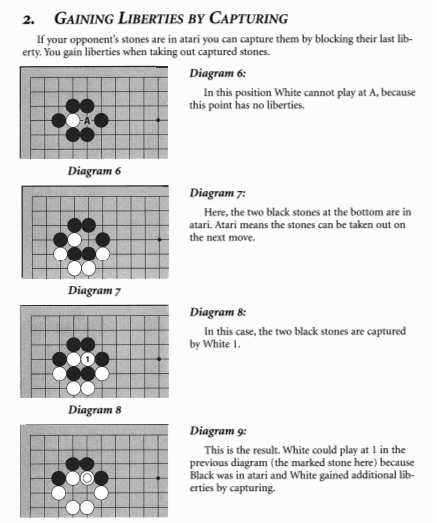 2. GAINING LIBERTIES BY CAPTURING
If your opponent's stones are in atari you can capture them by blocking their last lib-
erty. You gain liberties when taking out captured stones.
Diagram 6:
In this position White cannot play at A, because
this point has no liberties.
A
Diagram 6
Diagram 7:
Here, the two black stones at the bottom are in
atari. Atari means the stones can be taken out on
the next move.
Diagram 7
Diagram 8:
In this case, the two black stones are captured
by White 1.
1
Diagram 8
Diagram 9:
This is the result. White could play at 1 in the
previous diagram (the marked stone here) because
Black was in atari and White gained additional lib-
erties by capturing.